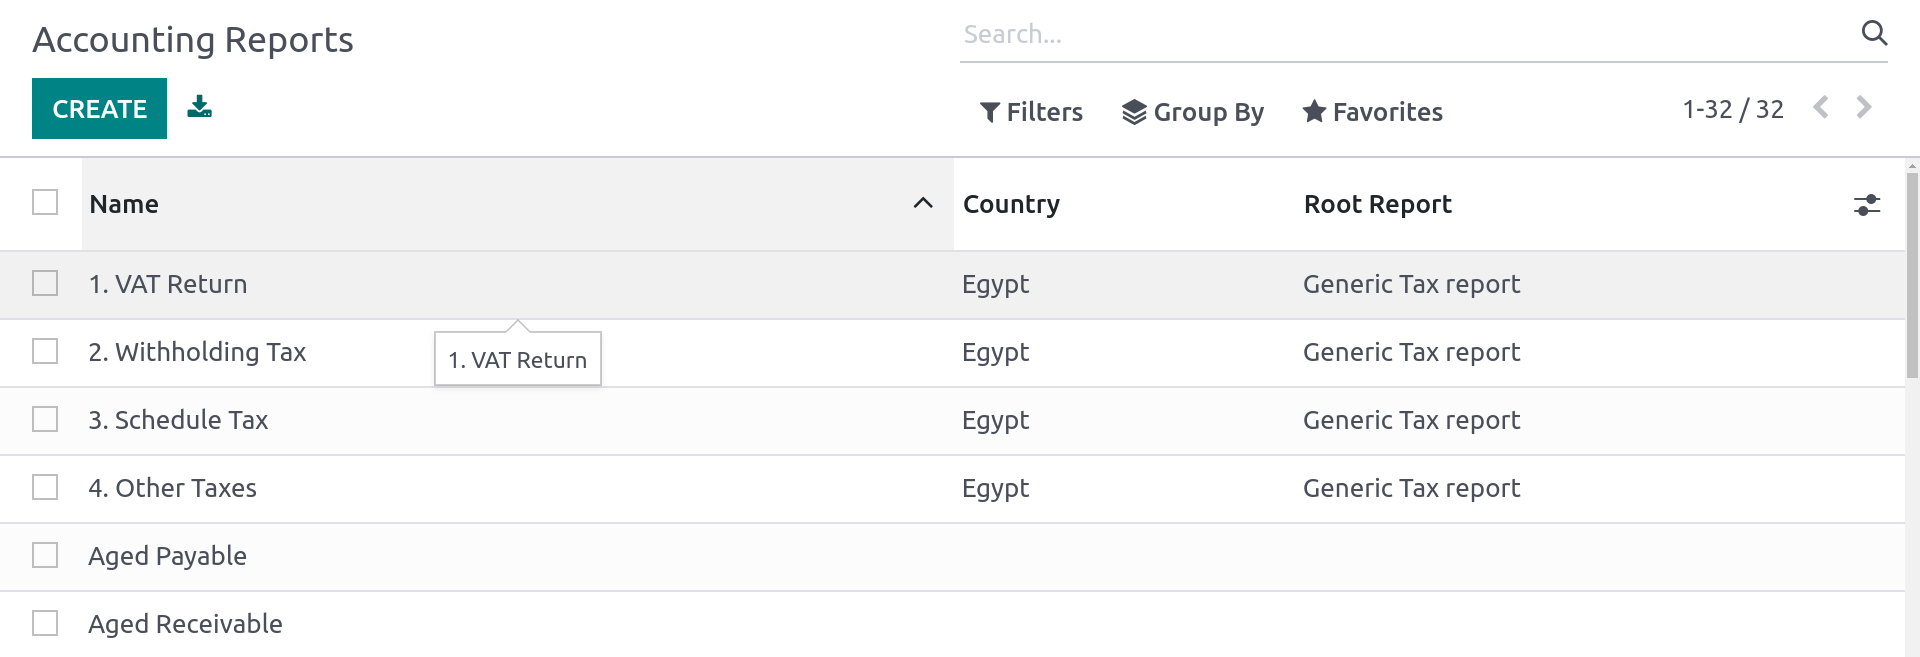 Accounting Reports
Search...
CREATE
Filters Group By Favorites 1-32 / 32
Name Country Root Report
1. VAT Return Egypt Generic Tax report
2. Withholding Tax Egypt Generic Tax report
1. VAT Return
3. Schedule Tax Egypt Generic Tax report
4. Other Taxes Egypt Generic Tax report
Aged Payable
Aged Receivable